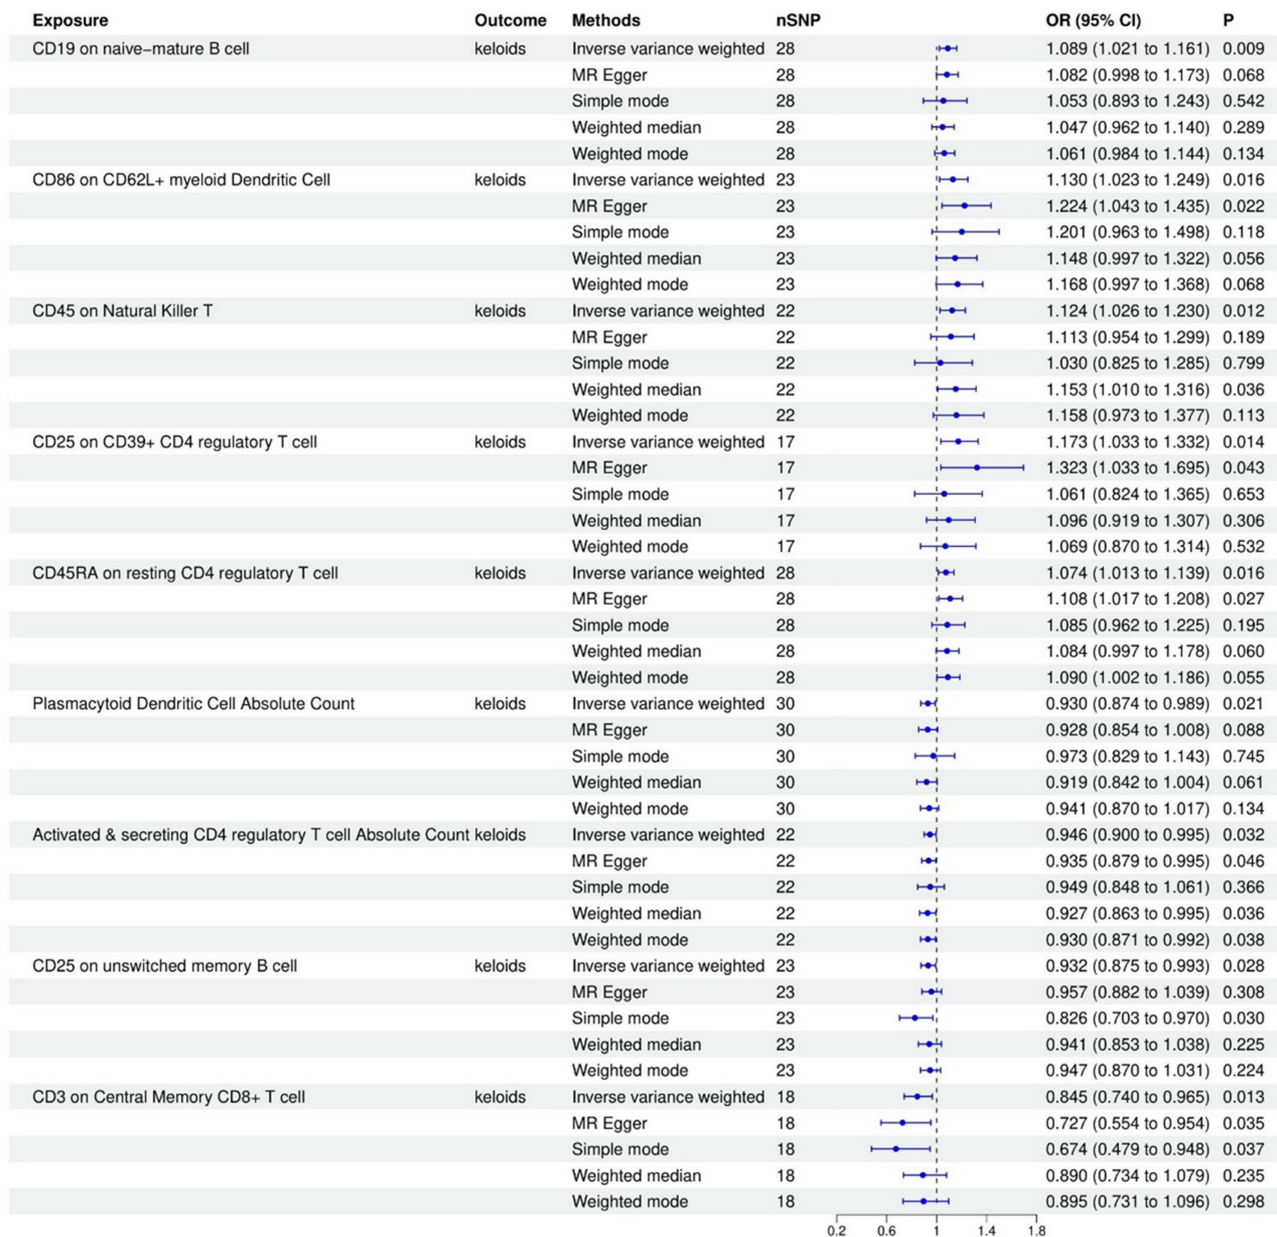 Exposure Outcome Methods nSNP OR (95% CI) P
CD19 on naive−mature B cell keloids Inverse variance weighted 28 1.089 (1.021 to 1.161) 0.009
MR Egger 28 1.082 (0.998 to 1.173) 0.068
Simple mode 28 1.053 (0.893 to 1.243) 0.542
Weighted median 28 1.047 (0.962 to 1.140) 0.289
Weighted mode 28 1.061 (0.984 to 1.144) 0.134
CD86 on CD62L+ myeloid Dendritic Cell keloids Inverse variance weighted 23 1.130 (1.023 to 1.249) 0.016
MR Egger 23 1.224 (1.043 to 1.435) 0.022
Simple mode 23 1.201 (0.963 to 1.498) 0.118
Weighted median 23 1.148 (0.997 to 1.322) 0.056
Weighted mode 23 1.168 (0.997 to 1.368) 0.068
CD45 on Natural Killer T keloids Inverse variance weighted 22 1.124 (1.026 to 1.230) 0.012
MR Egger 22 1.113 (0.954 to 1.299) 0.189
Simple mode 22 1.030 (0.825 to 1.285) 0.799
Weighted median 22 1.153 (1.010 to 1.316) 0.036
Weighted mode 22 1.158 (0.973 to 1.377) 0.113
CD25 on CD39+ CD4 regulatory T cell keloids Inverse variance weighted 17 1.173 (1.033 to 1.332) 0.014
MR Egger 17 1.323 (1.033 to 1.695) 0.043
Simple mode 17 1.061 (0.824 to 1.365) 0.653
Weighted median 17 1.096 (0.919 to 1.307) 0.306
Weighted mode 17 1.069 (0.870 to 1.314) 0.532
CD45RA on resting CD4 regulatory T cell keloids Inverse variance weighted 28 1.074 (1.013 to 1.139) 0.016
MR Egger 28 1.108 (1.017 to 1.208) 0.027
Simple mode 28 1.085 (0.962 to 1.225) 0.195
Weighted median 28 1.084 (0.997 to 1.178) 0.060
Weighted mode 28 1.090 (1.002 to 1.186) 0.055
Plasmacytoid Dendritic Cell Absolute Count keloids Inverse variance weighted 30 0.930 (0.874 to 0.989) 0.021
MR Egger 30 0.928 (0.854 to 1.008) 0.088
Simple mode 30 0.973 (0.829 to 1.143) 0.745
Weighted median 30 0.919 (0.842 to 1.004) 0.061
Weighted mode 30 0.941 (0.870 to 1.017) 0.134
Activated & secreting CD4 regulatory T cell Absolute Count keloids Inverse variance weighted 22 0.946 (0.900 to 0.995) 0.032
MR Egger 22 0.935 (0.879 to 0.995) 0.046
Simple mode 22 0.949 (0.848 to 1.061) 0.366
Weighted median 22 0.927 (0.863 to 0.995) 0.036
Weighted mode 22 0.930 (0.871 to 0.992) 0.038
CD25 on unswitched memory B cell keloids Inverse variance weighted 23 0.932 (0.875 to 0.993) 0.028
MR Egger 23 0.957 (0.882 to 1.039) 0.308
Simple mode 23 0.826 (0.703 to 0.970) 0.030
Weighted median 23 0.941 (0.853 to 1.038) 0.225
Weighted mode 23 0.947 (0.870 to 1.031) 0.224
CD3 on Central Memory CD8+ T cell keloids Inverse variance weighted 18 0.845 (0.740 to 0.965) 0.013
MR Egger 18 0.727 (0.554 to 0.954) 0.035
Simple mode 18 0.674 (0.479 to 0.948) 0.037
Weighted median 18 0.890 (0.734 to 1.079) 0.235
Weighted mode 18 0.895 (0.731 to 1.096) 0.298
0.2 0.6 1 1.4 1.8